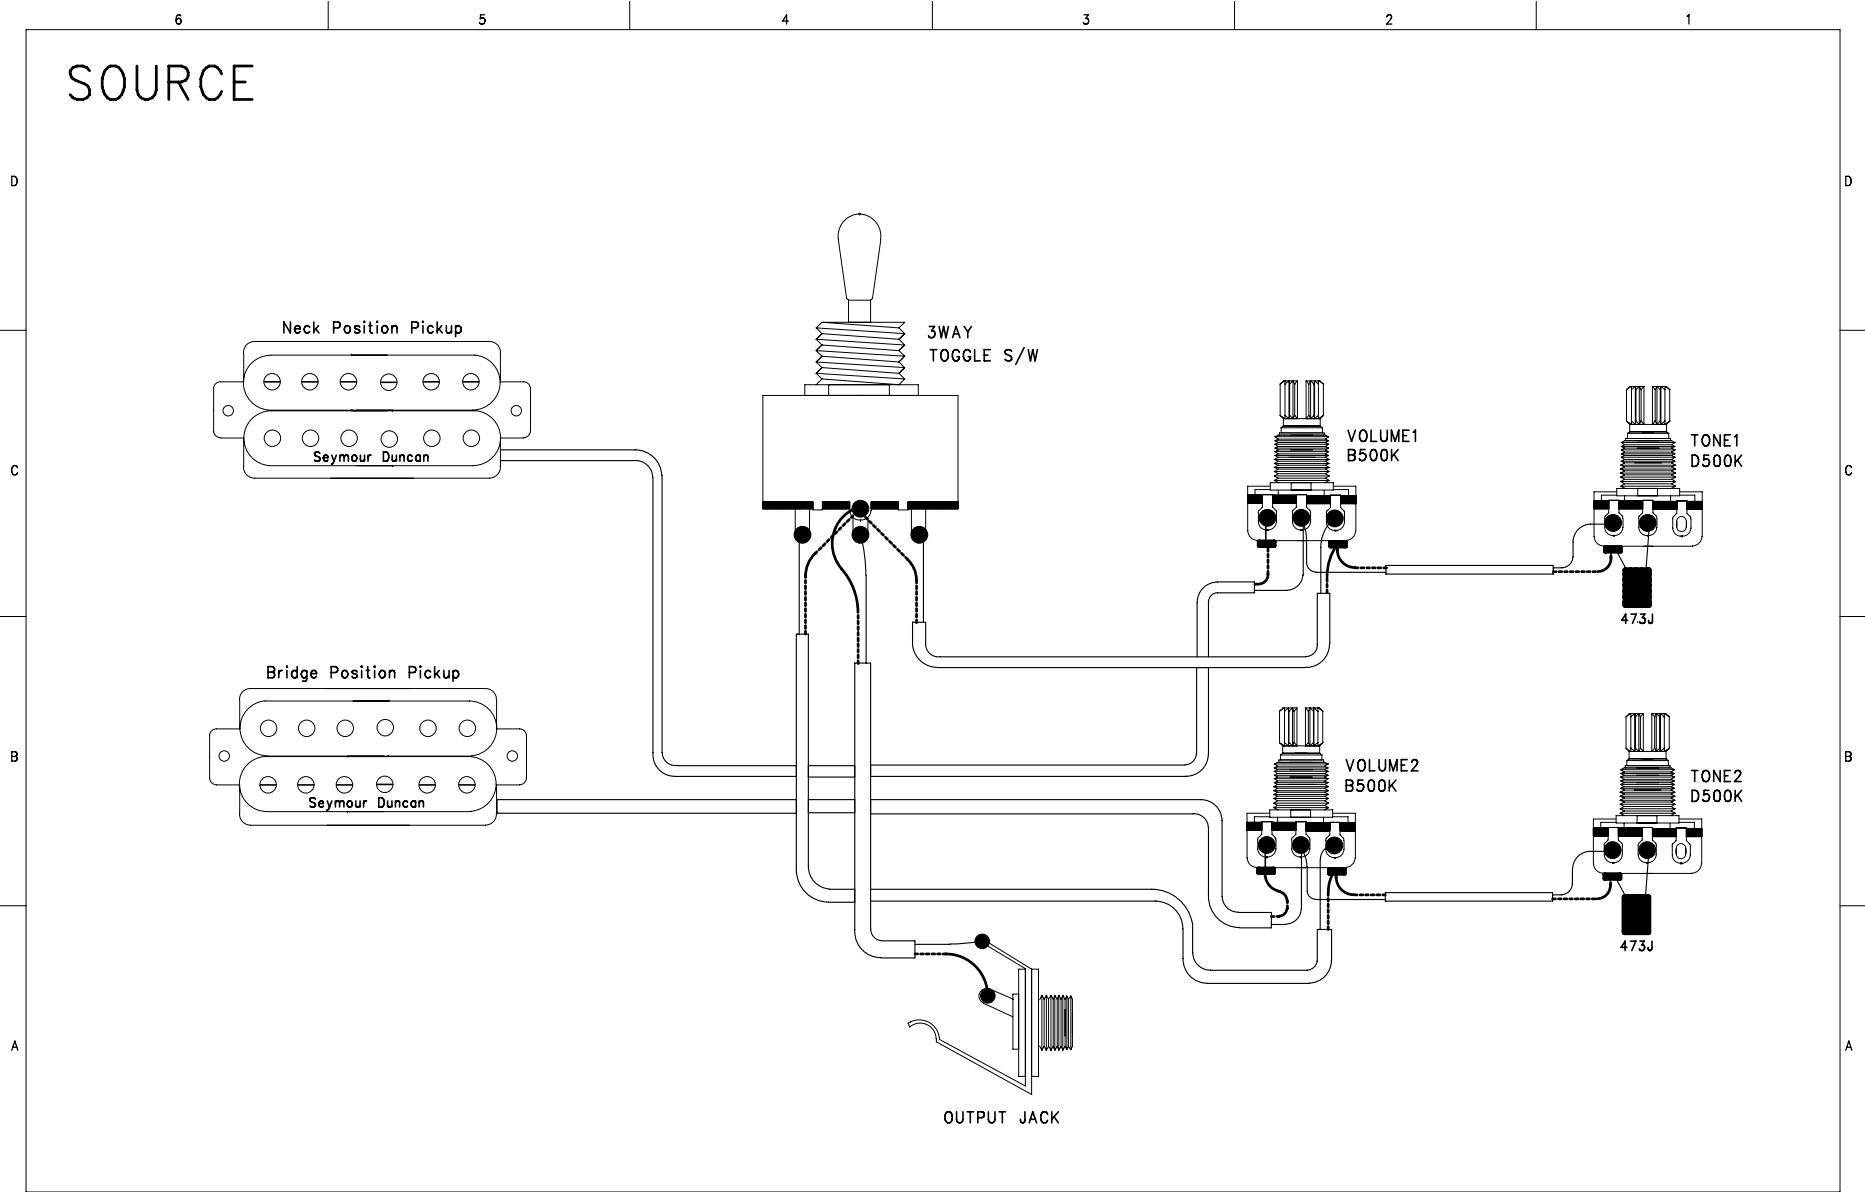 6 5 4 3 2 1
SOURCE
D D
Neck Position Pickup
3WAY
TOGGLE S/W
Seymour Duncan
VOLUME1
B500K
TONE1
D500K
C C
473J
Bridge Position Pickup
Seymour Duncan
B B
VOLUME2
B500K
TONE2
D500K
473J
A A
OUTPUT JACK